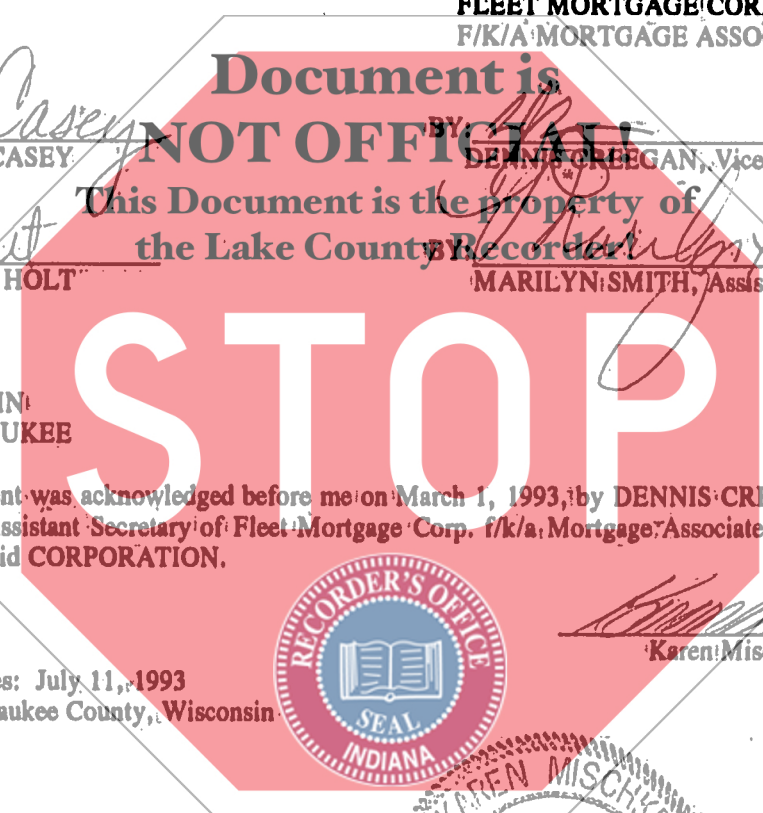 FLEET MORTGAGE COR
F/K/A MORTGAGE ASSO
Document is
NOT OFFICIAL!
This Document is the property of
the Lake County Recorder!
Casey
CASEY
BY:
DENNIS CREEGAN, Vice
HOLT
BY:
MARILYN SMITH, Assis
STOP
IN
UKEE
nt was acknowledged before me on March 1, 1993, by DENNIS CRE
ssistant Secretary of Fleet Mortgage Corp. f/k/a Mortgage Associate
id CORPORATION.
RECORDER'S OFFICE
SEAL
INDIANA
Karen Mis
es: July 11, 1993
aukee County, Wisconsin
KAREN MISCH